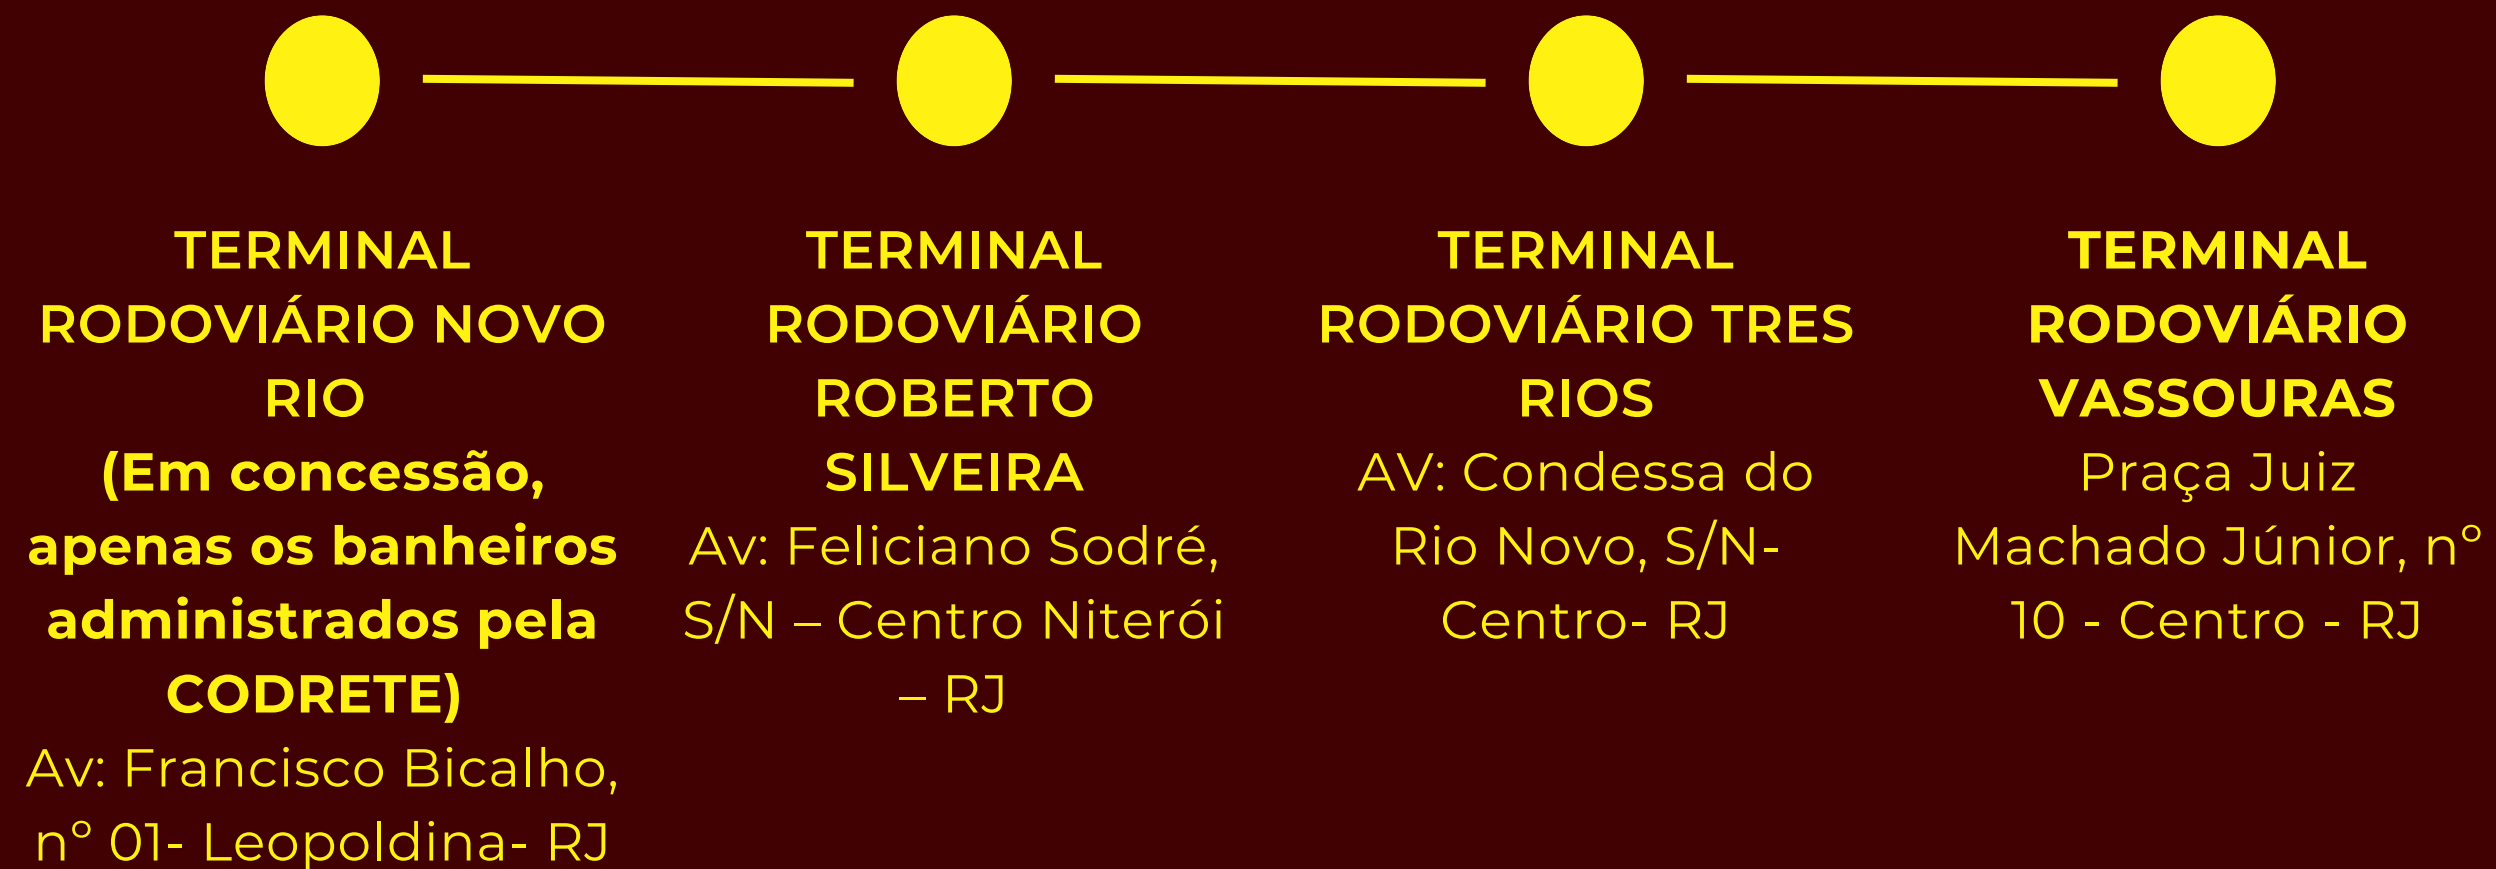 TERMINAL
RODOVIÁRIO NOVO
RIO
(Em concessão,
apenas os banheiros
administrados pela
CODRETE)
Av: Francisco Bicalho,
n° 01- Leopoldina- RJ
TERMINAL
RODOVIÁRIO
ROBERTO
SILVEIRA
Av: Feliciano Sodré,
S/N – Centro Niterói
– RJ
TERMINAL
RODOVIÁRIO TRES
RIOS
AV: Condessa do
Rio Novo, S/N-
Centro- RJ
TERMINAL
RODOVIÁRIO
VASSOURAS
Praça Juiz
Machado Júnior, n°
10 - Centro - RJ